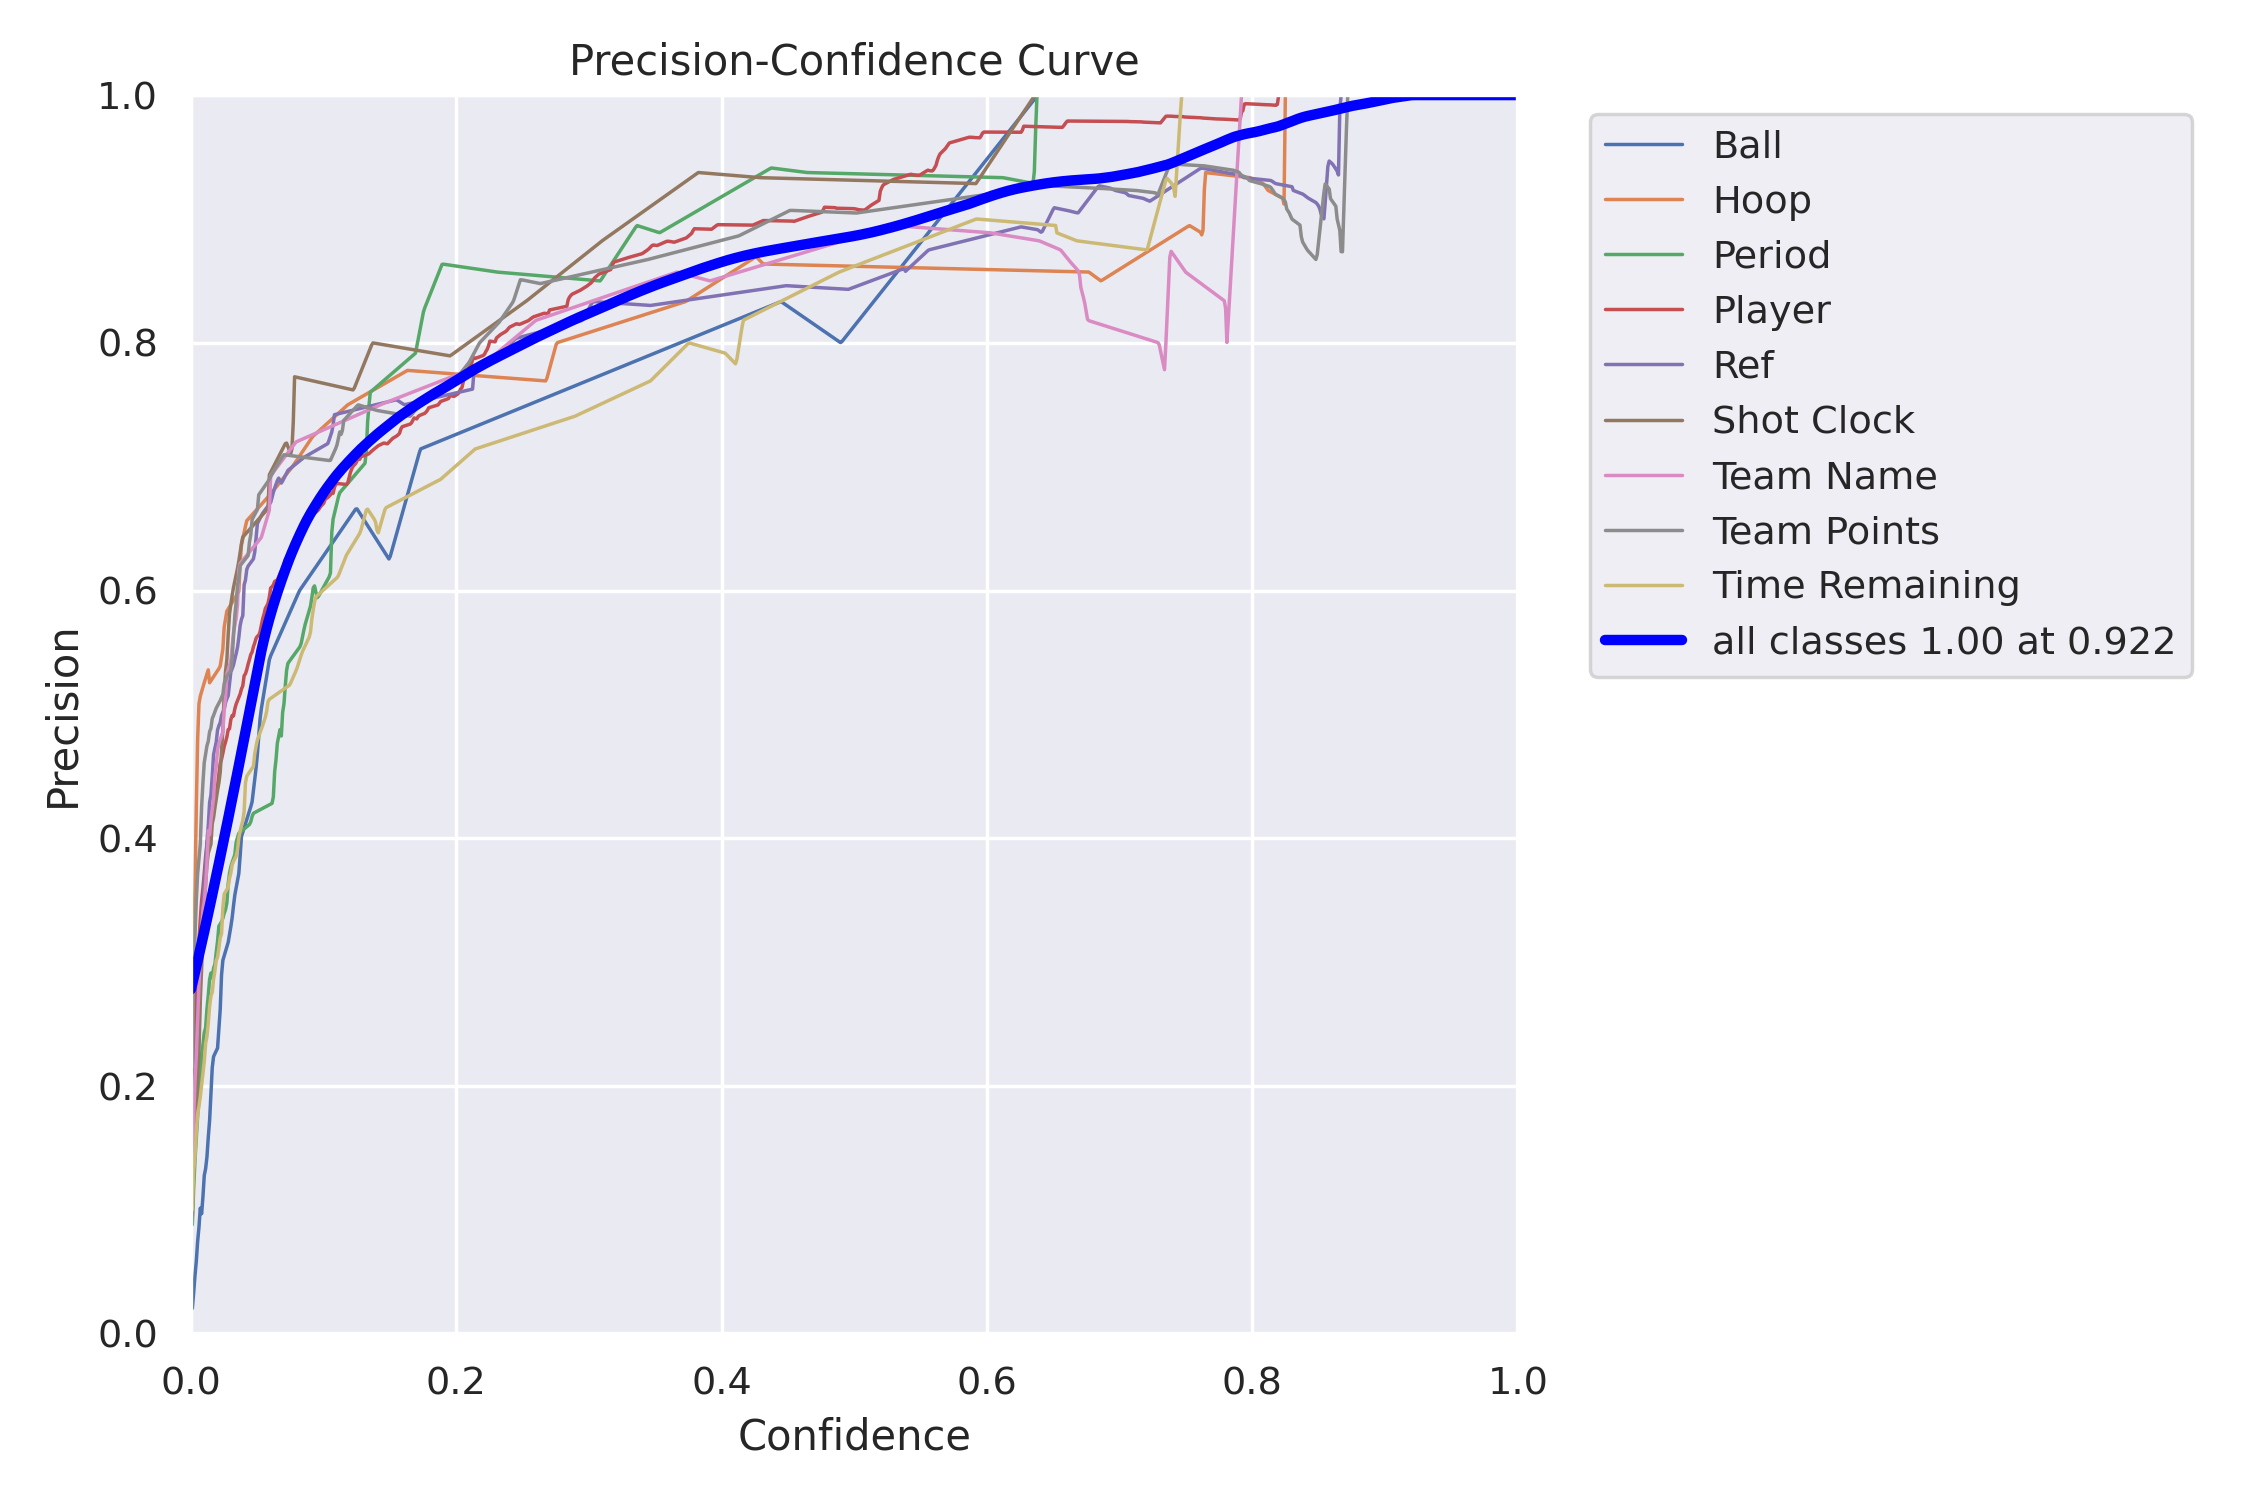 Precision-Confidence Curve
1.0
0.8
0.6
0.4
0.2
0.0
Precision
0.0 0.2 0.4 0.6 0.8 1.0
Confidence
Ball
Hoop
Period
Player
Ref
Shot Clock
Team Name
Team Points
Time Remaining
all classes 1.00 at 0.922